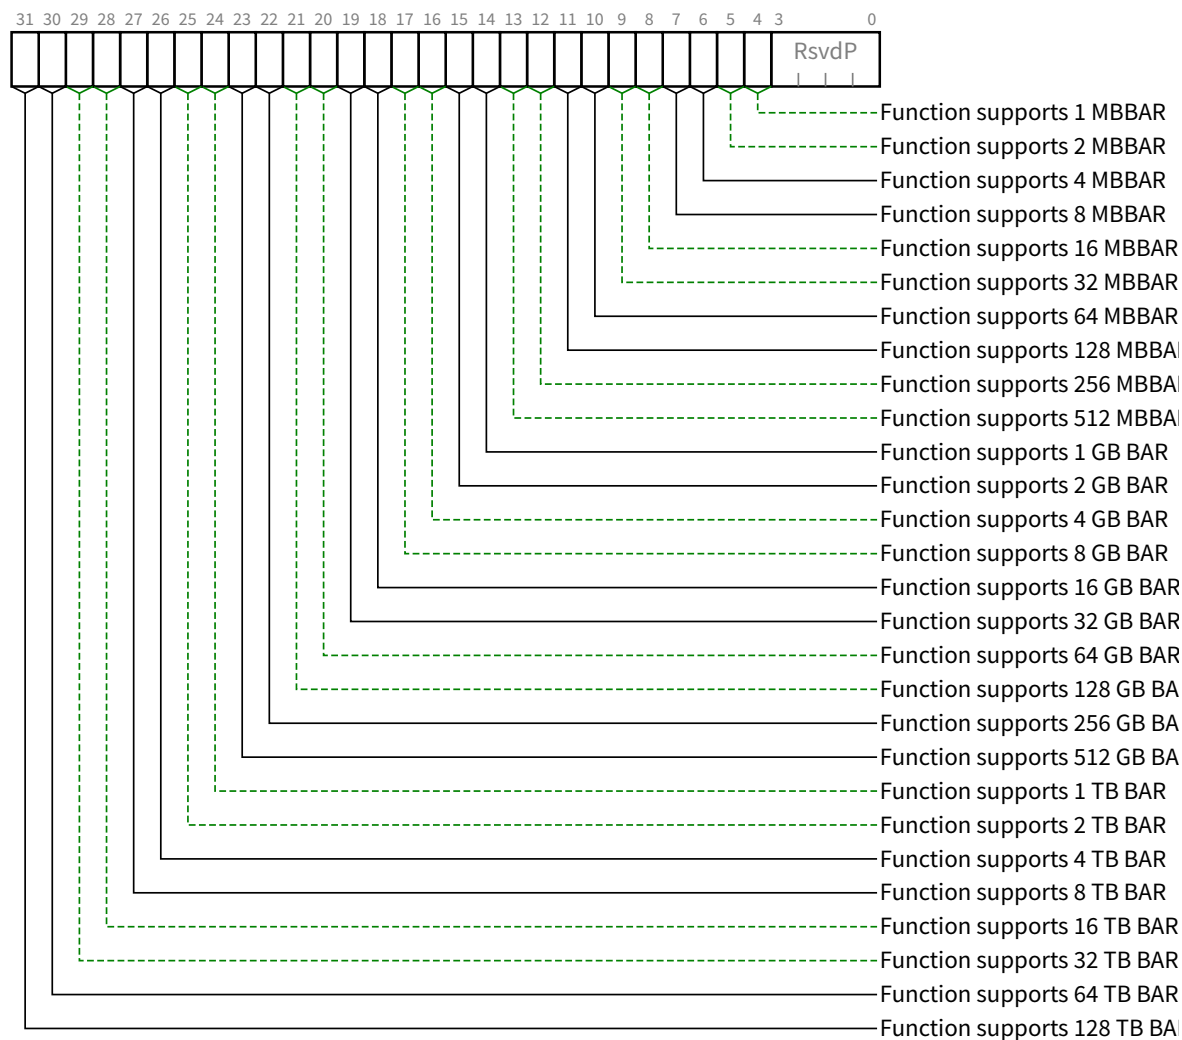 31 30 29 28 27 26 25 24 23 22 21 20 19 18 17 16 15 14 13 12 11 10 9 8 7 6 5 4 3 0
RsvdP
Function supports 1 MBBAR
Function supports 2 MBBAR
Function supports 4 MBBAR
Function supports 8 MBBAR
Function supports 16 MBBAR
Function supports 32 MBBAR
Function supports 64 MBBAR
Function supports 128 MBBA
Function supports 256 MBBA
Function supports 512 MBBA
Function supports 1 GB BAR
Function supports 2 GB BAR
Function supports 4 GB BAR
Function supports 8 GB BAR
Function supports 16 GB BAR
Function supports 32 GB BAR
Function supports 64 GB BAR
Function supports 128 GB BA
Function supports 256 GB BA
Function supports 512 GB BA
Function supports 1 TB BAR
Function supports 2 TB BAR
Function supports 4 TB BAR
Function supports 8 TB BAR
Function supports 16 TB BAR
Function supports 32 TB BAR
Function supports 64 TB BAR
Function supports 128 TB BA